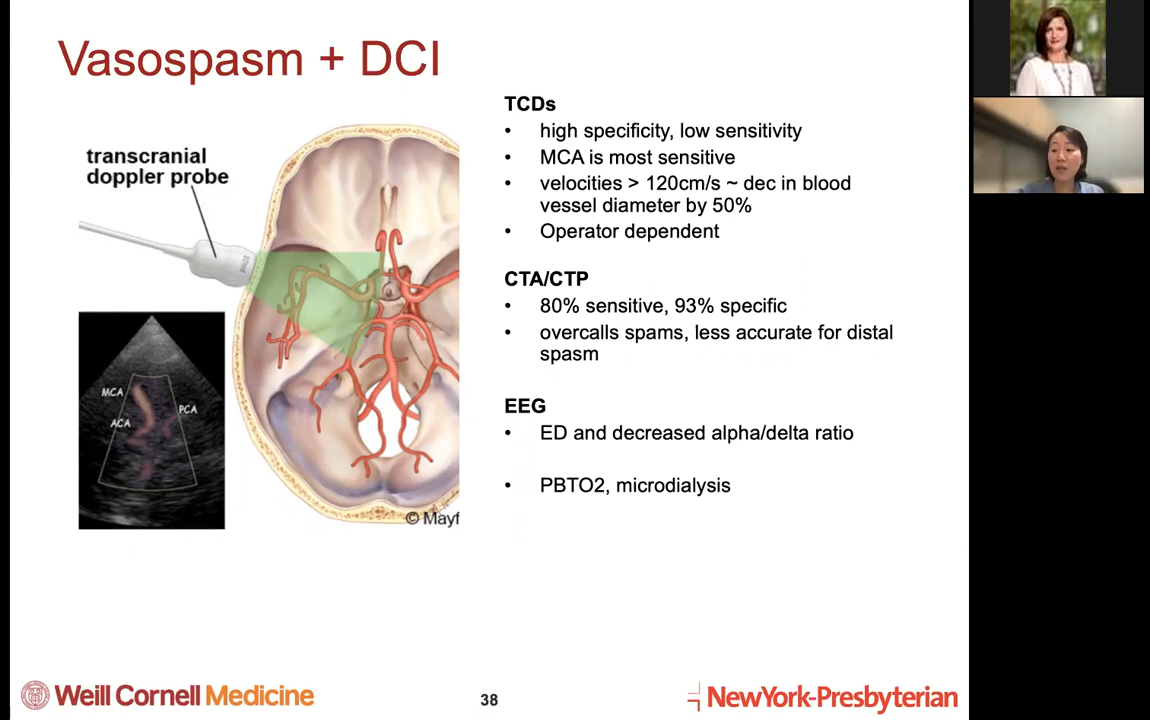 Vasospasm + DCI
transcranial
doppler probe
MCA
PCA
ACA
© Mayf
TCDs
• high specificity, low sensitivity
• MCA is most sensitive
• velocities > 120cm/s ~ dec in blood
vessel diameter by 50%
• Operator dependent
CTA/CTP
• 80% sensitive, 93% specific
• overcalls spams, less accurate for distal
spasm
EEG
• ED and decreased alpha/delta ratio
• PBTO2, microdialysis
Weill Cornell Medicine
38
NewYork-Presbyterian